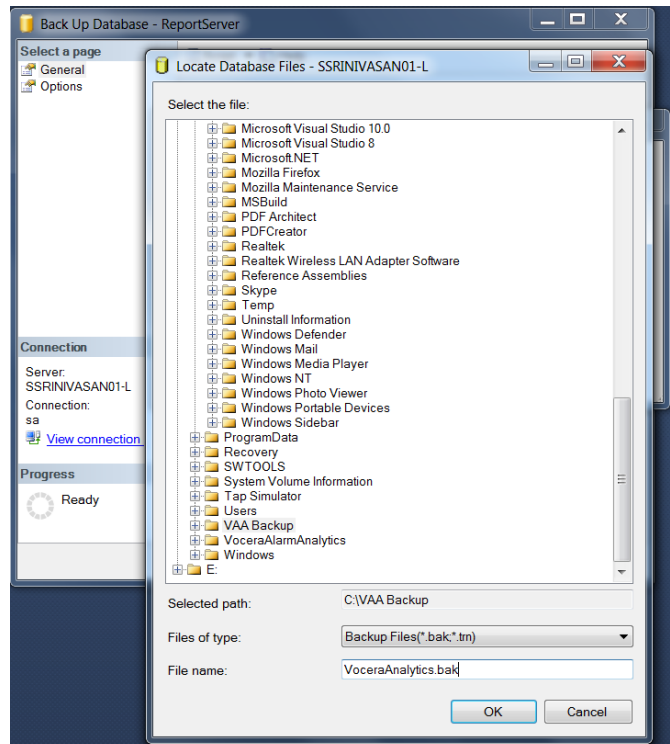 Back Up Database - ReportServer
Select a page
General
Options
Connection
Server:
SSRINIVASAN01-L
Connection:
sa
View connection
Progress
Ready
Locate Database Files - SSRINIVASAN01-L
Select the file:
Microsoft Visual Studio 10.0
Microsoft Visual Studio 8
Microsoft.NET
Mozilla Firefox
Mozilla Maintenance Service
MSBuild
PDF Architect
PDFCreator
Realtek
Realtek Wireless LAN Adapter Software
Reference Assemblies
Skype
Temp
Uninstall Information
Windows Defender
Windows Mail
Windows Media Player
Windows NT
Windows Photo Viewer
Windows Portable Devices
Windows Sidebar
ProgramData
Recovery
SWTOOLS
System Volume Information
Tap Simulator
Users
VAA Backup
VoceraAlarmAnalytics
Windows
E:
Selected path: C:\VAA Backup
Files of type: Backup Files(*.bak;*.trn)
File name: VoceraAnalytics.bak
OK Cancel